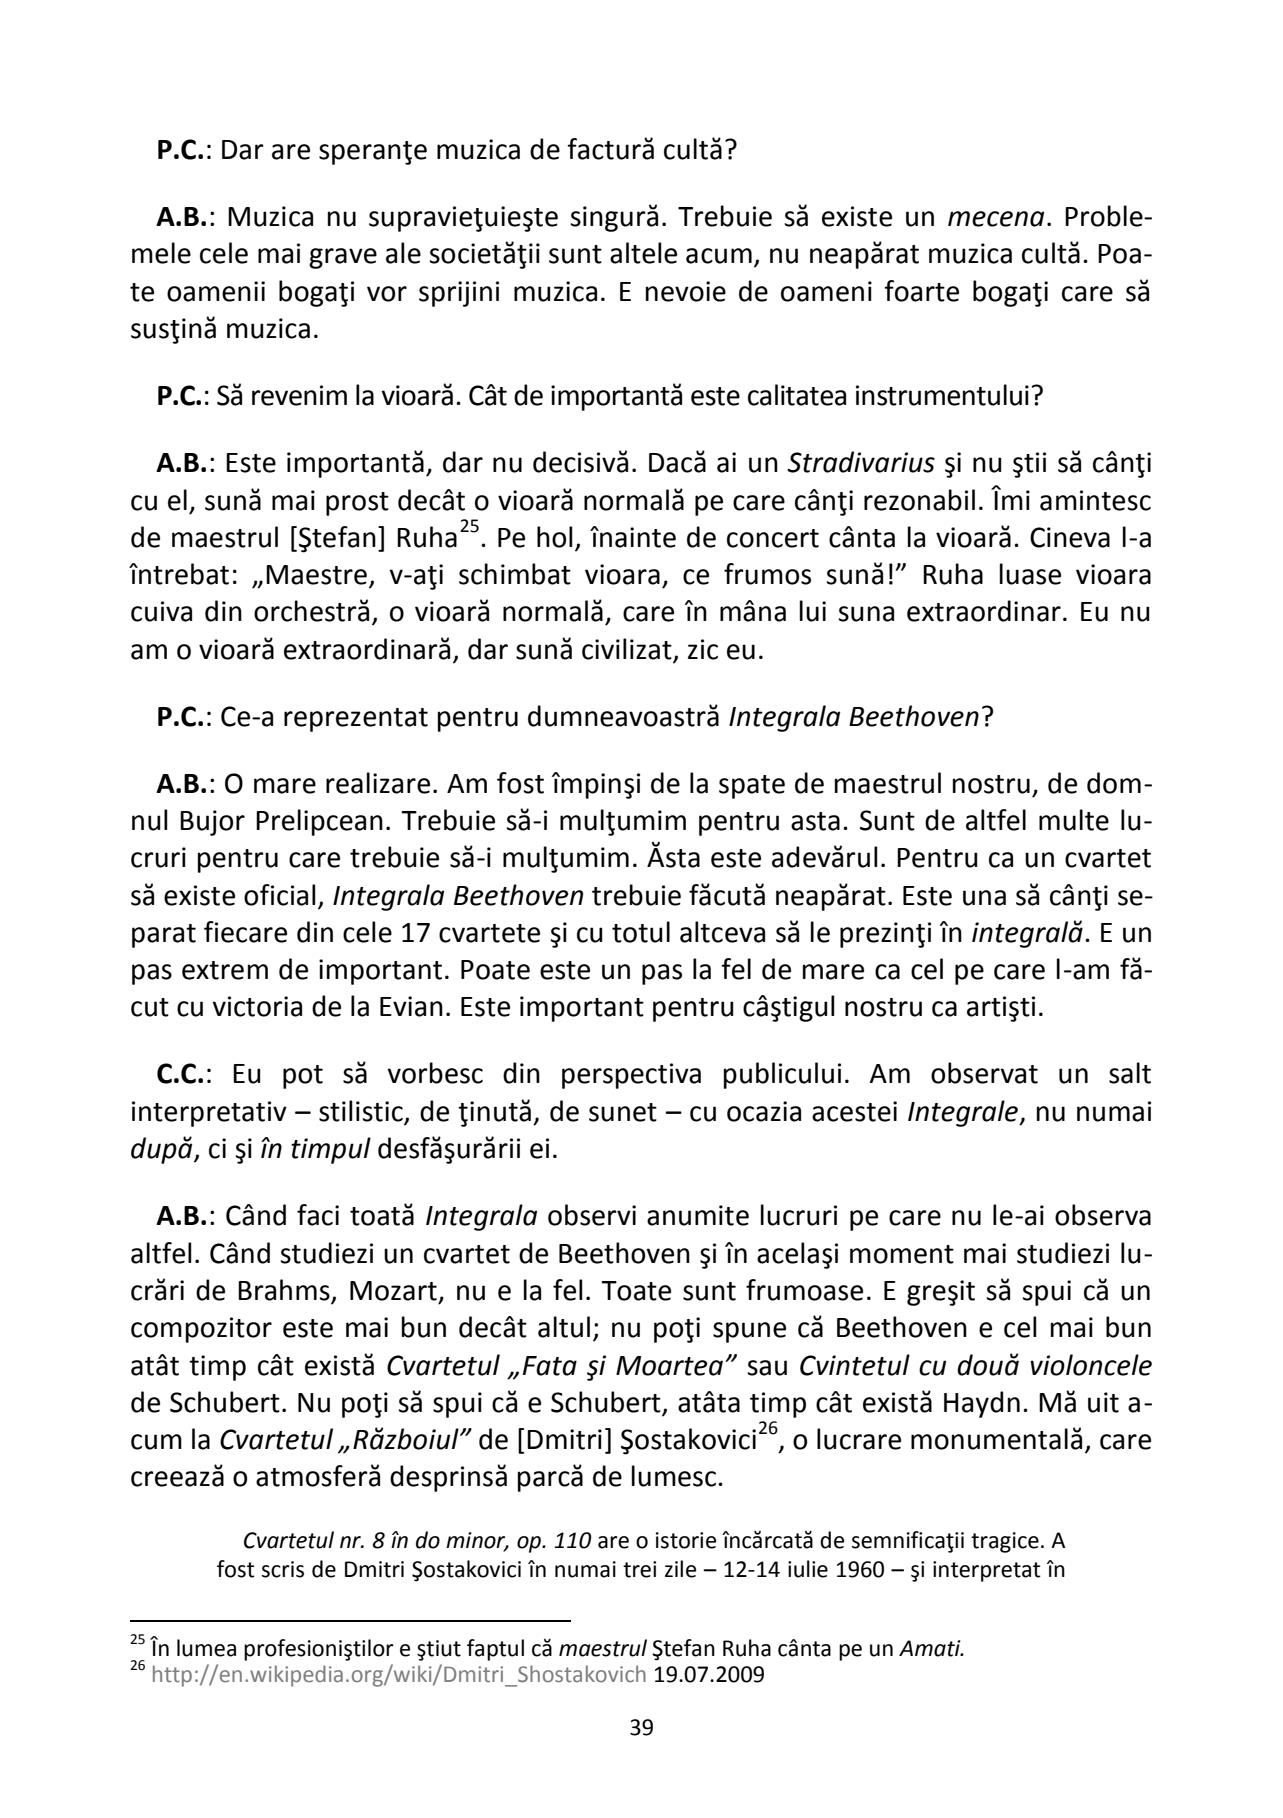 P.C.: Dar are speranţe muzica de factură cultă?
A.B.: Muzica nu supravieţuieşte singură. Trebuie să existe un mecena. Proble-
mele cele mai grave ale societăţii sunt altele acum, nu neapărat muzica cultă. Poa-
te oamenii bogaţi vor sprijini muzica. E nevoie de oameni foarte bogaţi care să
susţină muzica.
P.C.: Să revenim la vioară. Cât de importantă este calitatea instrumentului?
A.B.: Este importantă, dar nu decisivă. Dacă ai un Stradivarius şi nu ştii să cânţi
cu el, sună mai prost decât o vioară normală pe care cânţi rezonabil. Îmi amintesc
de maestrul [Ştefan] Ruha25. Pe hol, înainte de concert cânta la vioară. Cineva l-a
întrebat: „Maestre, v-aţi schimbat vioara, ce frumos sună!” Ruha luase vioara
cuiva din orchestră, o vioară normală, care în mâna lui suna extraordinar. Eu nu
am o vioară extraordinară, dar sună civilizat, zic eu.
P.C.: Ce-a reprezentat pentru dumneavoastră Integrala Beethoven?
A.B.: O mare realizare. Am fost împinşi de la spate de maestrul nostru, de dom-
nul Bujor Prelipcean. Trebuie să-i mulţumim pentru asta. Sunt de altfel multe lu-
cruri pentru care trebuie să-i mulţumim. Ăsta este adevărul. Pentru ca un cvartet
să existe oficial, Integrala Beethoven trebuie făcută neapărat. Este una să cânţi se-
parat fiecare din cele 17 cvartete şi cu totul altceva să le prezinţi în integrală. E un
pas extrem de important. Poate este un pas la fel de mare ca cel pe care l-am fă-
cut cu victoria de la Evian. Este important pentru câştigul nostru ca artişti.
C.C.: Eu pot să vorbesc din perspectiva publicului. Am observat un salt
interpretativ – stilistic, de ţinută, de sunet – cu ocazia acestei Integrale, nu numai
după, ci şi în timpul desfăşurării ei.
A.B.: Când faci toată Integrala observi anumite lucruri pe care nu le-ai observa
altfel. Când studiezi un cvartet de Beethoven şi în acelaşi moment mai studiezi lu-
crări de Brahms, Mozart, nu e la fel. Toate sunt frumoase. E greşit să spui că un
compozitor este mai bun decât altul; nu poţi spune că Beethoven e cel mai bun
atât timp cât există Cvartetul „Fata şi Moartea” sau Cvintetul cu două violoncele
de Schubert. Nu poţi să spui că e Schubert, atâta timp cât există Haydn. Mă uit a-
cum la Cvartetul „Războiul” de [Dmitri] Şostakovici26, o lucrare monumentală, care
creează o atmosferă desprinsă parcă de lumesc.
Cvartetul nr. 8 în do minor, op. 110 are o istorie încărcată de semnificaţii tragice. A
fost scris de Dmitri Şostakovici în numai trei zile – 12-14 iulie 1960 – şi interpretat în
25 În lumea profesioniştilor e ştiut faptul că maestrul Ştefan Ruha cânta pe un Amati.
26 http://en.wikipedia.org/wiki/Dmitri_Shostakovich 19.07.2009
39